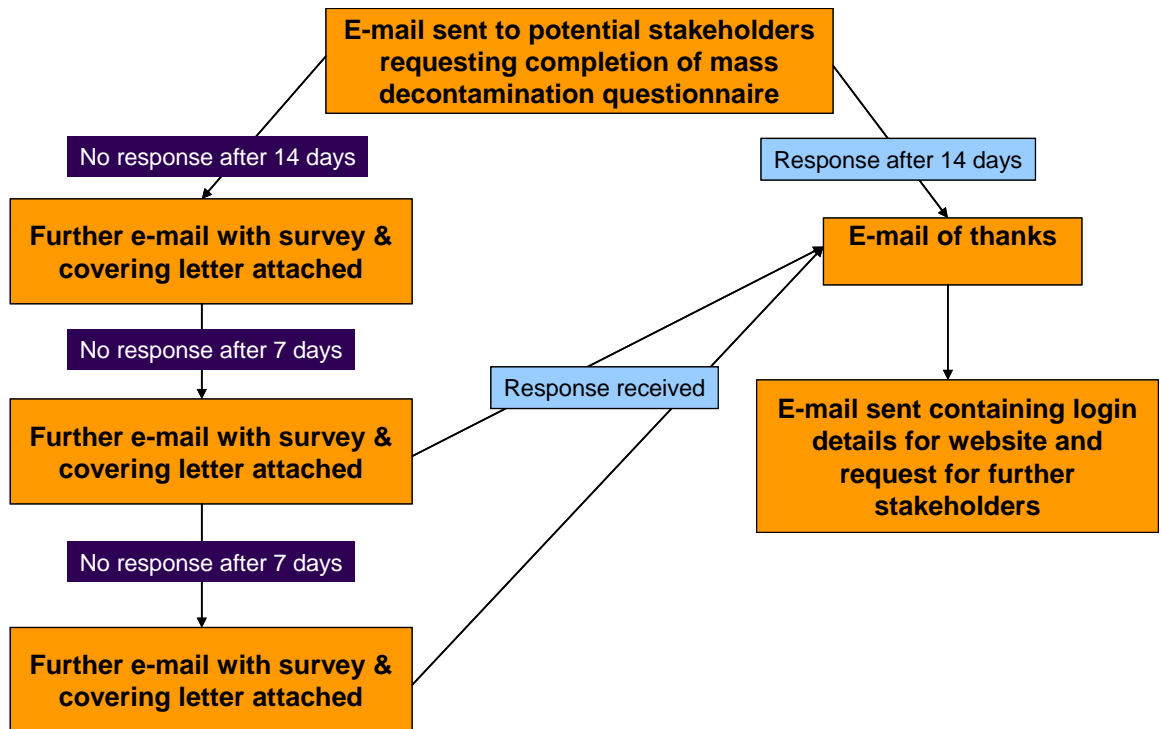 E-mail sent to potential stakeholders
requesting completion of mass
decontamination questionnaire
No response after 14 days
Response after 14 days
Further e-mail with survey &
covering letter attached
E-mail of thanks
No response after 7 days
Response received
Further e-mail with survey &
covering letter attached
E-mail sent containing login
details for website and
request for further
stakeholders
No response after 7 days
Further e-mail with survey &
covering letter attached